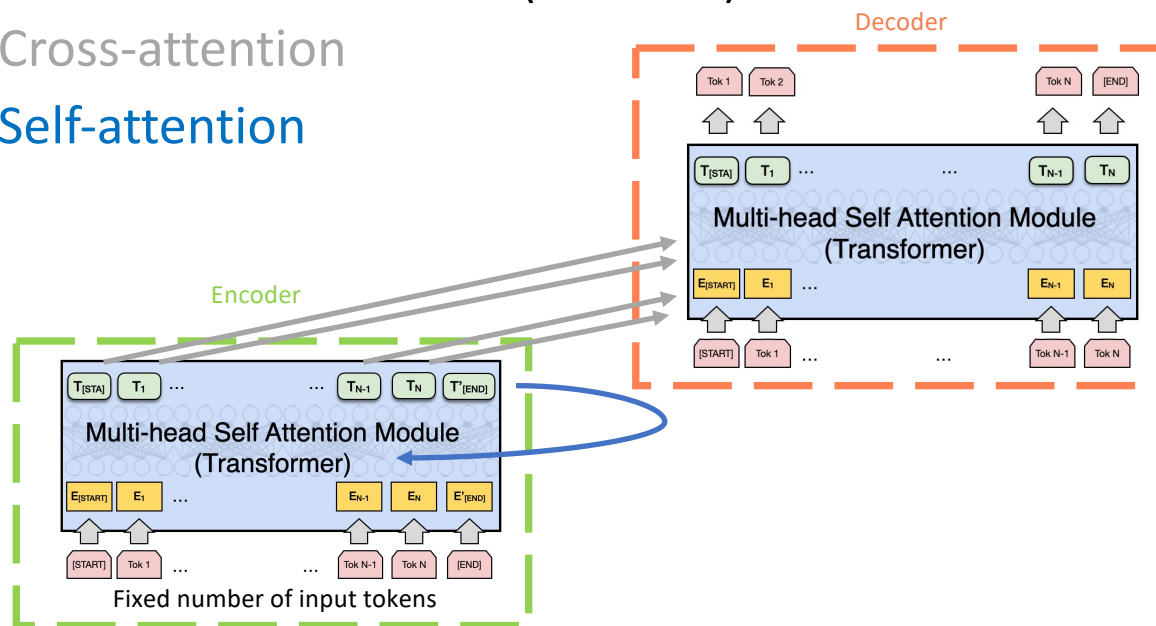 Cross-attention
Self-attention
Decoder
Tok 1 Tok 2 Tok N [END]
T[STA] T1 ... ... TN-1 TN
Multi-head Self Attention Module
(Transformer)
E[START] E1 ... EN-1 EN
[START] Tok 1 ... ... Tok N-1 Tok N
Encoder
T[STA] T1 ... ... TN-1 TN T'[END]
Multi-head Self Attention Module
(Transformer)
E[START] E1 ... EN-1 EN E'[END]
[START] Tok 1 ... ... Tok N-1 Tok N [END]
Fixed number of input tokens